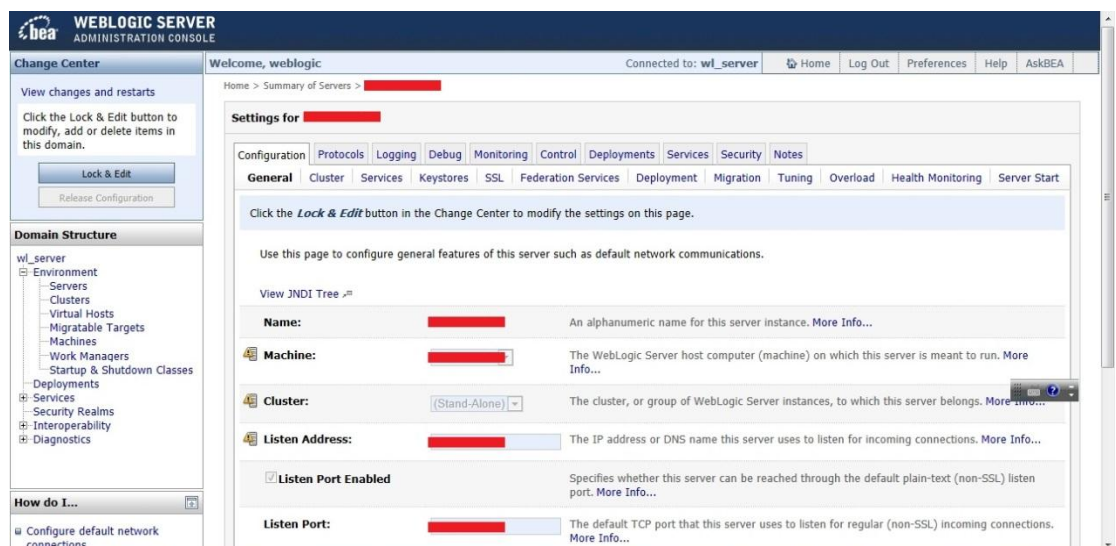 bea WEBLOGIC SERVER
ADMINISTRATION CONSOLE
Change Center
View changes and restarts
Click the Lock & Edit button to
modify, add or delete items in
this domain.
Lock & Edit
Release Configuration
Domain Structure
wl_server
Environment
Servers
Clusters
Virtual Hosts
Migratable Targets
Machines
Work Managers
Startup & Shutdown Classes
Deployments
Services
Security Realms
Interoperability
Diagnostics
How do I...
Configure default network
connections
Welcome, weblogic
Connected to: wl_server
Home
Log Out
Preferences
Help
AskBEA
Home > Summary of Servers >
Settings for
Configuration Protocols Logging Debug Monitoring Control Deployments Services Security Notes
General Cluster Services Keystores SSL Federation Services Deployment Migration Tuning Overload Health Monitoring Server Start
Click the Lock & Edit button in the Change Center to modify the settings on this page.
Use this page to configure general features of this server such as default network communications.
View JNDI Tree
Name:
An alphanumeric name for this server instance. More Info...
Machine:
The WebLogic Server host computer (machine) on which this server is meant to run. More
Info...
Cluster:
(Stand-Alone)
The cluster, or group of WebLogic Server instances, to which this server belongs. More Info...
Listen Address:
The IP address or DNS name this server uses to listen for incoming connections. More Info...
Listen Port Enabled
Specifies whether this server can be reached through the default plain-text (non-SSL) listen
port. More Info...
Listen Port:
The default TCP port that this server uses to listen for regular (non-SSL) incoming connections.
More Info...